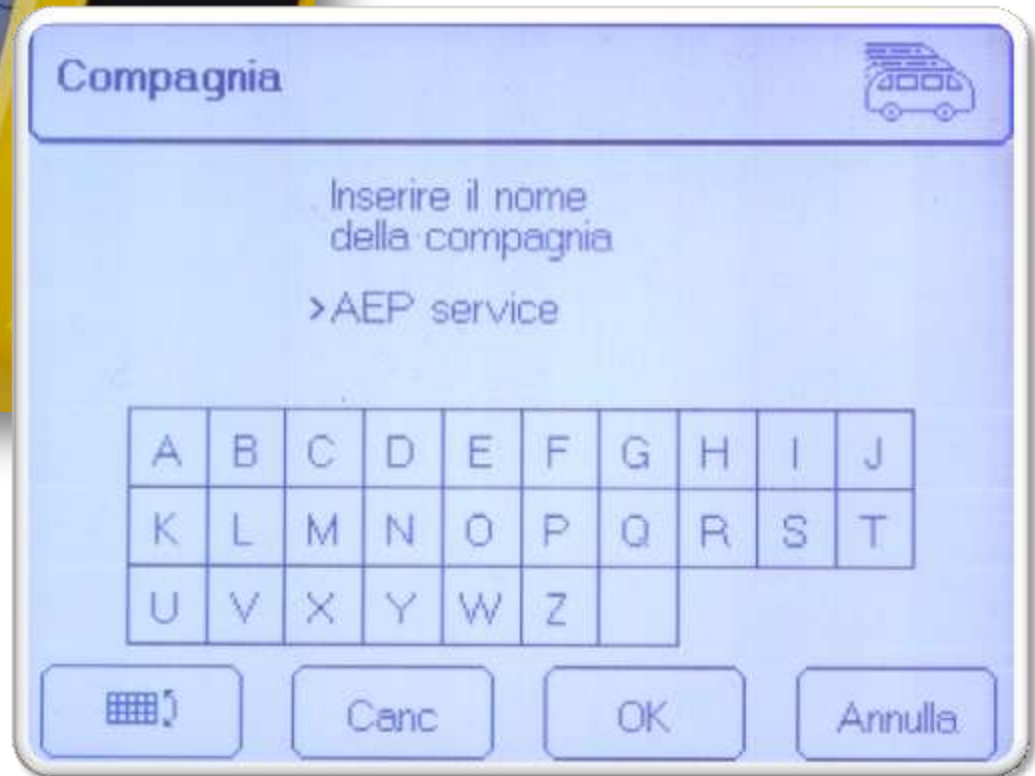 Compagnia
Inserire il nome
della compagnia
>AEP service
A B C D E F G H I J
K L M N O P Q R S T
U V X Y W Z
Canc OK Annulla